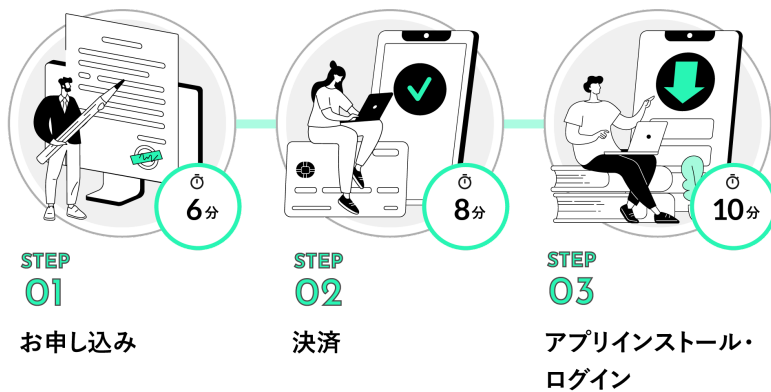 6分
8分
10分
STEP
01
お申し込み
STEP
02
決済
STEP
03
アプリインストール・
ログイン